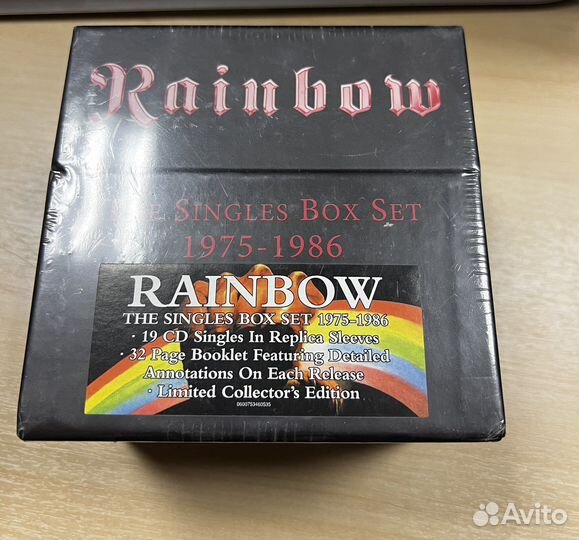 Rainbow
The Singles Box Set
1975-1986
RAINBOW
THE SINGLES BOX SET 1975-1986
· 19 CD Singles In Replica Sleeves
· 32 Page Booklet Featuring Detailed
Annotations On Each Release
· Limited Collector's Edition
0600753460535
Avito